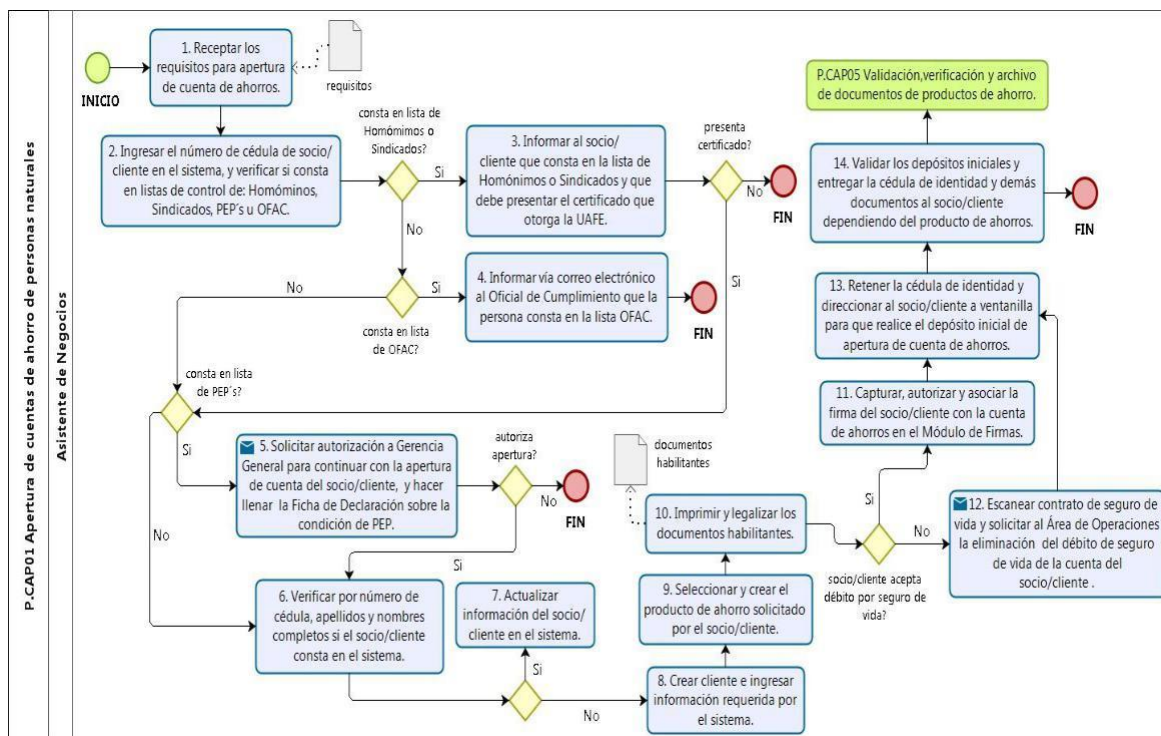 P.CAP01 Apertura de cuentas de ahorro de personas naturales
Asistente de Negocios
INICIO
1. Receptar los
requisitos para apertura
de cuenta de ahorros.
requisitos
2. Ingresar el número de cédula de socio/
cliente en el sistema, y verificar si consta
en listas de control de: Homóminos,
Sindicados, PEP´s u OFAC.
consta en lista de
Homómimos o
Sindicados?
Si
No
3. Informar al socio/
cliente que consta en la lista de
Homónimos o Sindicados y que
debe presentar el certificado que
otorga la UAFE.
presenta
certificado?
No
FIN
Si
consta en lista
de OFAC?
No
Si
4. Informar vía correo electrónico
al Oficial de Cumplimiento que la
persona consta en la lista OFAC.
FIN
consta en lista
de PEP´s?
Si
No
5. Solicitar autorización a Gerencia
General para continuar con la apertura
de cuenta del socio/cliente, y hacer
llenar la Ficha de Declaración sobre la
condición de PEP.
autoriza
apertura?
No
FIN
Si
6. Verificar por número de
cédula, apellidos y nombres
completos si el socio/cliente
consta en el sistema.
7. Actualizar
información del socio/
cliente en el sistema.
Si
No
8. Crear cliente e ingresar
información requerida por
el sistema.
9. Seleccionar y crear el
producto de ahorro solicitado
por el socio/cliente.
10. Imprimir y legalizar los
documentos habilitantes.
documentos
habilitantes
socio/cliente acepta
débito por seguro de
vida?
Si
No
11. Capturar, autorizar y asociar la
firma del socio/cliente con la cuenta
de ahorros en el Módulo de Firmas.
12. Escanear contrato de seguro de
vida y solicitar al Área de Operaciones
la eliminación del débito de seguro
de vida de la cuenta del
socio/cliente .
13. Retener la cédula de identidad y
direccionar al socio/cliente a ventanilla
para que realice el depósito inicial de
apertura de cuenta de ahorros.
14. Validar los depósitos iniciales y
entregar la cédula de identidad y demás
documentos al socio/cliente
dependiendo del producto de ahorros.
FIN
P.CAP05 Validación,verificación y archivo
de documentos de productos de ahorro.